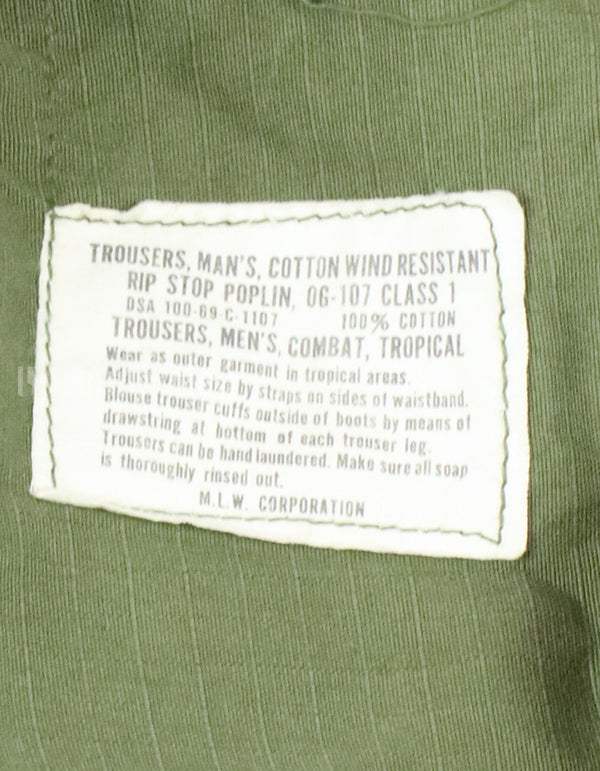 TROUSERS, MAN'S, COTTON WIND RESISTANT
RIP STOP POPLIN, OG-107 CLASS 1
DSA 100-69-C-1107 100% COTTON
TROUSERS, MEN'S, COMBAT, TROPICAL
Wear as outer garment in tropical areas.
Adjust waist size by straps on sides of waistband.
Blouse trouser cuffs outside of boots by means of
drawstring at bottom of each trouser leg.
Trousers can be hand laundered. Make sure all soap
is thoroughly rinsed out.
M.L.W. CORPORATION